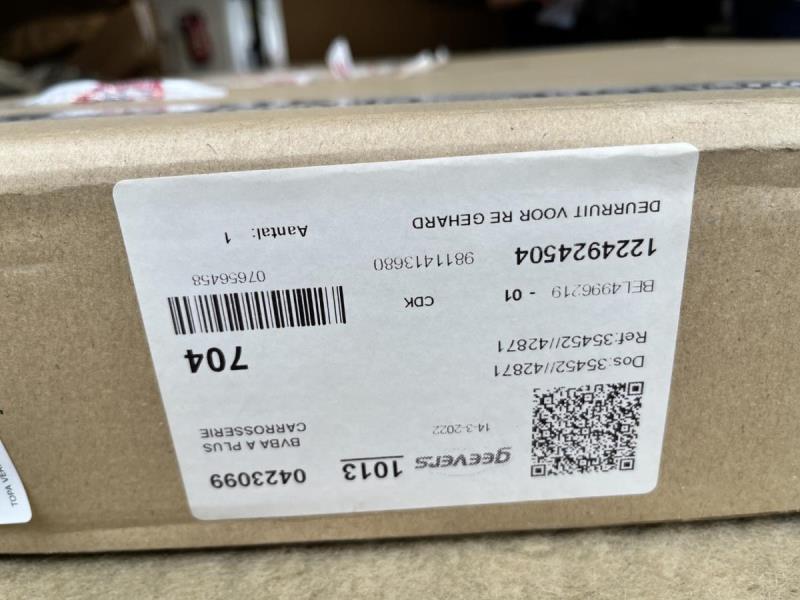 geevers 1013 0423099
14-3-2022
BVBA A PLUS
CARROSSERIE
Dos:35452//42871
Ref:35452//42871
704
BEL4996219 - 01 CDK
1224924504 9811413680 07656458
DEURRUIT VOOR RE GEHARD Aantal: 1
TOPA